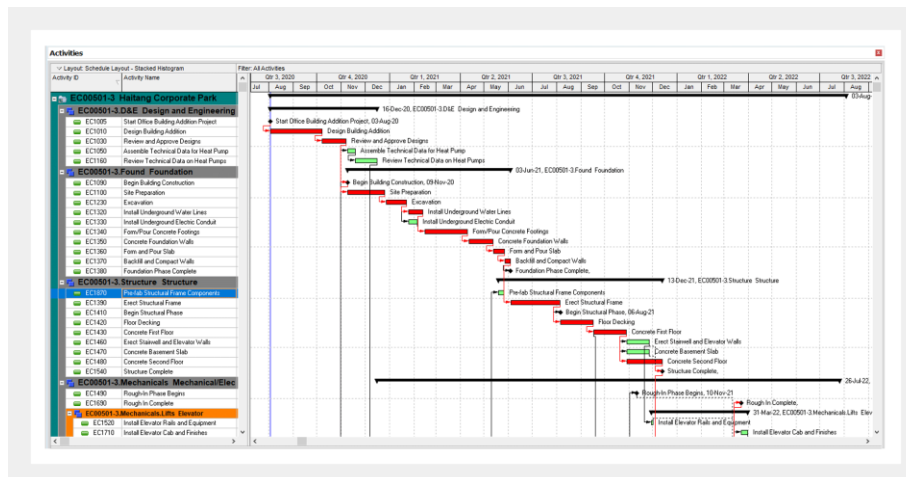 Activities
Layout: Schedule Layout - Stacked Histogram Filter: All Activities
Activity ID Activity Name Qtr 3, 2020 Qtr 4, 2020 Qtr 1, 2021 Qtr 2, 2021 Qtr 3, 2021 Qtr 4, 2021 Qtr 1, 2022 Qtr 2, 2022 Qtr 3, 2022
Jul Aug Sep Oct Nov Dec Jan Feb Mar Apr May Jun Jul Aug Sep Oct Nov Dec Jan Feb Mar Apr May Jun Jul Aug
EC00501-3 Haitang Corporate Park 03-Aug-
EC00501-3.D&E Design and Engineering 16-Dec-20, EC00501-3.D&E Design and Engineering
EC1005 Start Office Building Addition Project Start Office Building Addition Project, 03-Aug-20
EC1010 Design Building Addition Design Building Addition
EC1030 Review and Approve Designs Review and Approve Designs
EC1050 Assemble Technical Data for Heat Pump Assemble Technical Data for Heat Pump
EC1160 Review Technical Data on Heat Pumps Review Technical Data on Heat Pumps
EC00501-3.Found Foundation 03-Jun-21, EC00501-3.Found Foundation
EC1090 Begin Building Construction Begin Building Construction, 09-Nov-20
EC1100 Site Preparation Site Preparation
EC1230 Excavation Excavation
EC1320 Install Underground Water Lines Install Underground Water Lines
EC1330 Install Underground Electric Conduit Install Underground Electric Conduit
EC1340 Form/Pour Concrete Footings Form/Pour Concrete Footings
EC1350 Concrete Foundation Walls Concrete Foundation Walls
EC1360 Form and Pour Slab Form and Pour Slab
EC1370 Backfill and Compact Walls Backfill and Compact Walls
EC1380 Foundation Phase Complete Foundation Phase Complete,
EC00501-3.Structure Structure 13-Dec-21, EC00501-3.Structure Structure
EC1870 Pre-fab Structural Frame Components Pre-fab Structural Frame Components
EC1390 Erect Structural Frame Erect Structural Frame
EC1410 Begin Structural Phase Begin Structural Phase, 06-Aug-21
EC1420 Floor Decking Floor Decking
EC1430 Concrete First Floor Concrete First Floor
EC1460 Erect Stairwell and Elevator Walls Erect Stairwell and Elevator Walls
EC1470 Concrete Basement Slab Concrete Basement Slab
EC1480 Concrete Second Floor Concrete Second Floor
EC1540 Structure Complete Structure Complete,
EC00501-3.Mechanicals Mechanical/Elec 26-Jul-22,
EC1490 Rough-In Phase Begins Rough-In Phase Begins, 10-Nov-21
EC1690 Rough In Complete Rough In Complete,
EC00501-3.Mechanicals.Lifts Elevator 31-Mar-22, EC00501-3.Mechanicals.Lifts Elev
EC1520 Install Elevator Rails and Equipment Install Elevator Rails and Equipment
EC1710 Install Elevator Cab and Finishes Install Elevator Cab and Finishes